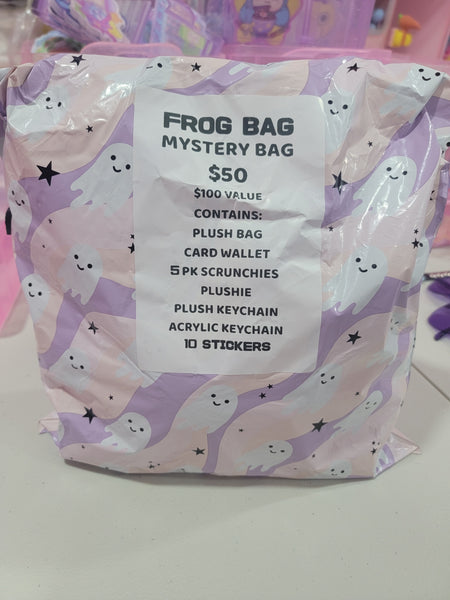 FROG BAG
MYSTERY BAG
$50
$100 VALUE
CONTAINS:
PLUSH BAG
CARD WALLET
5 PK SCRUNCHIES
PLUSHIE
PLUSH KEYCHAIN
ACRYLIC KEYCHAIN
10 STICKERS